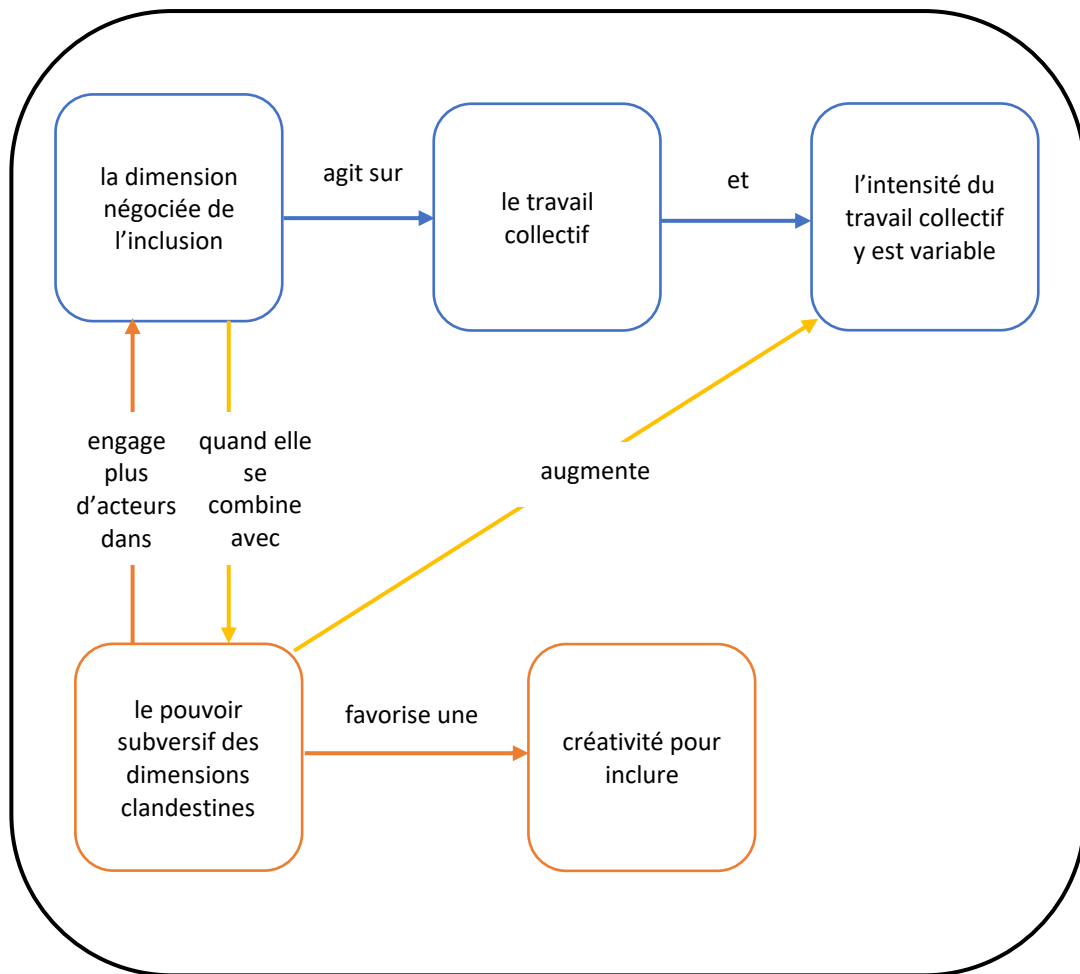 la dimension
négociée de
l’inclusion
agit sur
le travail
collectif
et
l’intensité du
travail collectif
y est variable
engage
plus
d’acteurs
dans
quand elle
se
combine
avec
augmente
le pouvoir
subversif des
dimensions
clandestines
favorise une
créativité pour
inclure